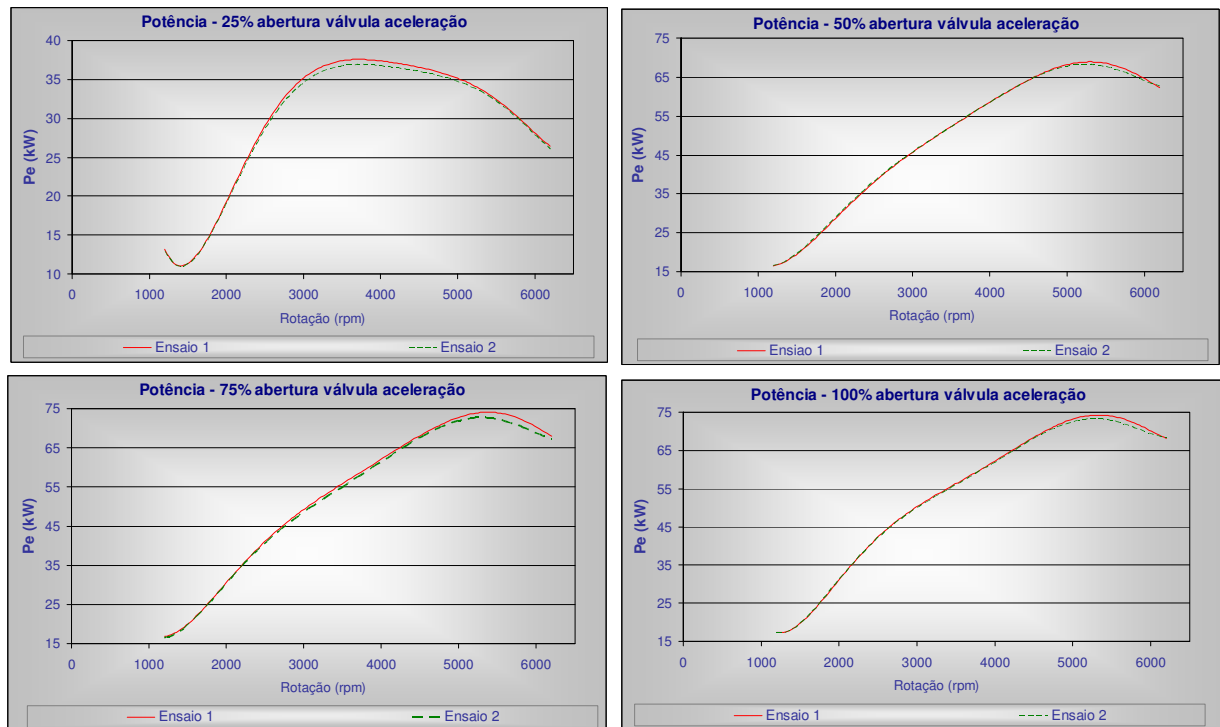 Potência - 25% abertura válvula aceleração
40
35
30
25
20
15
10
Pe (kW)
0 1000 2000 3000 4000 5000 6000
Rotação (rpm)
Ensaio 1 Ensaio 2
Potência - 50% abertura válvula aceleração
75
65
55
45
35
25
15
Pe (kW)
0 1000 2000 3000 4000 5000 6000
Rotação (rpm)
Ensiao 1 Ensaio 2
Potência - 75% abertura válvula aceleração
75
65
55
45
35
25
15
Pe (kW)
0 1000 2000 3000 4000 5000 6000
Rotação (rpm)
Ensaio 1 Ensaio 2
Potência - 100% abertura válvula aceleração
75
65
55
45
35
25
15
Pe (kW)
0 1000 2000 3000 4000 5000 6000
Rotação (rpm)
Ensaio 1 Ensaio 2